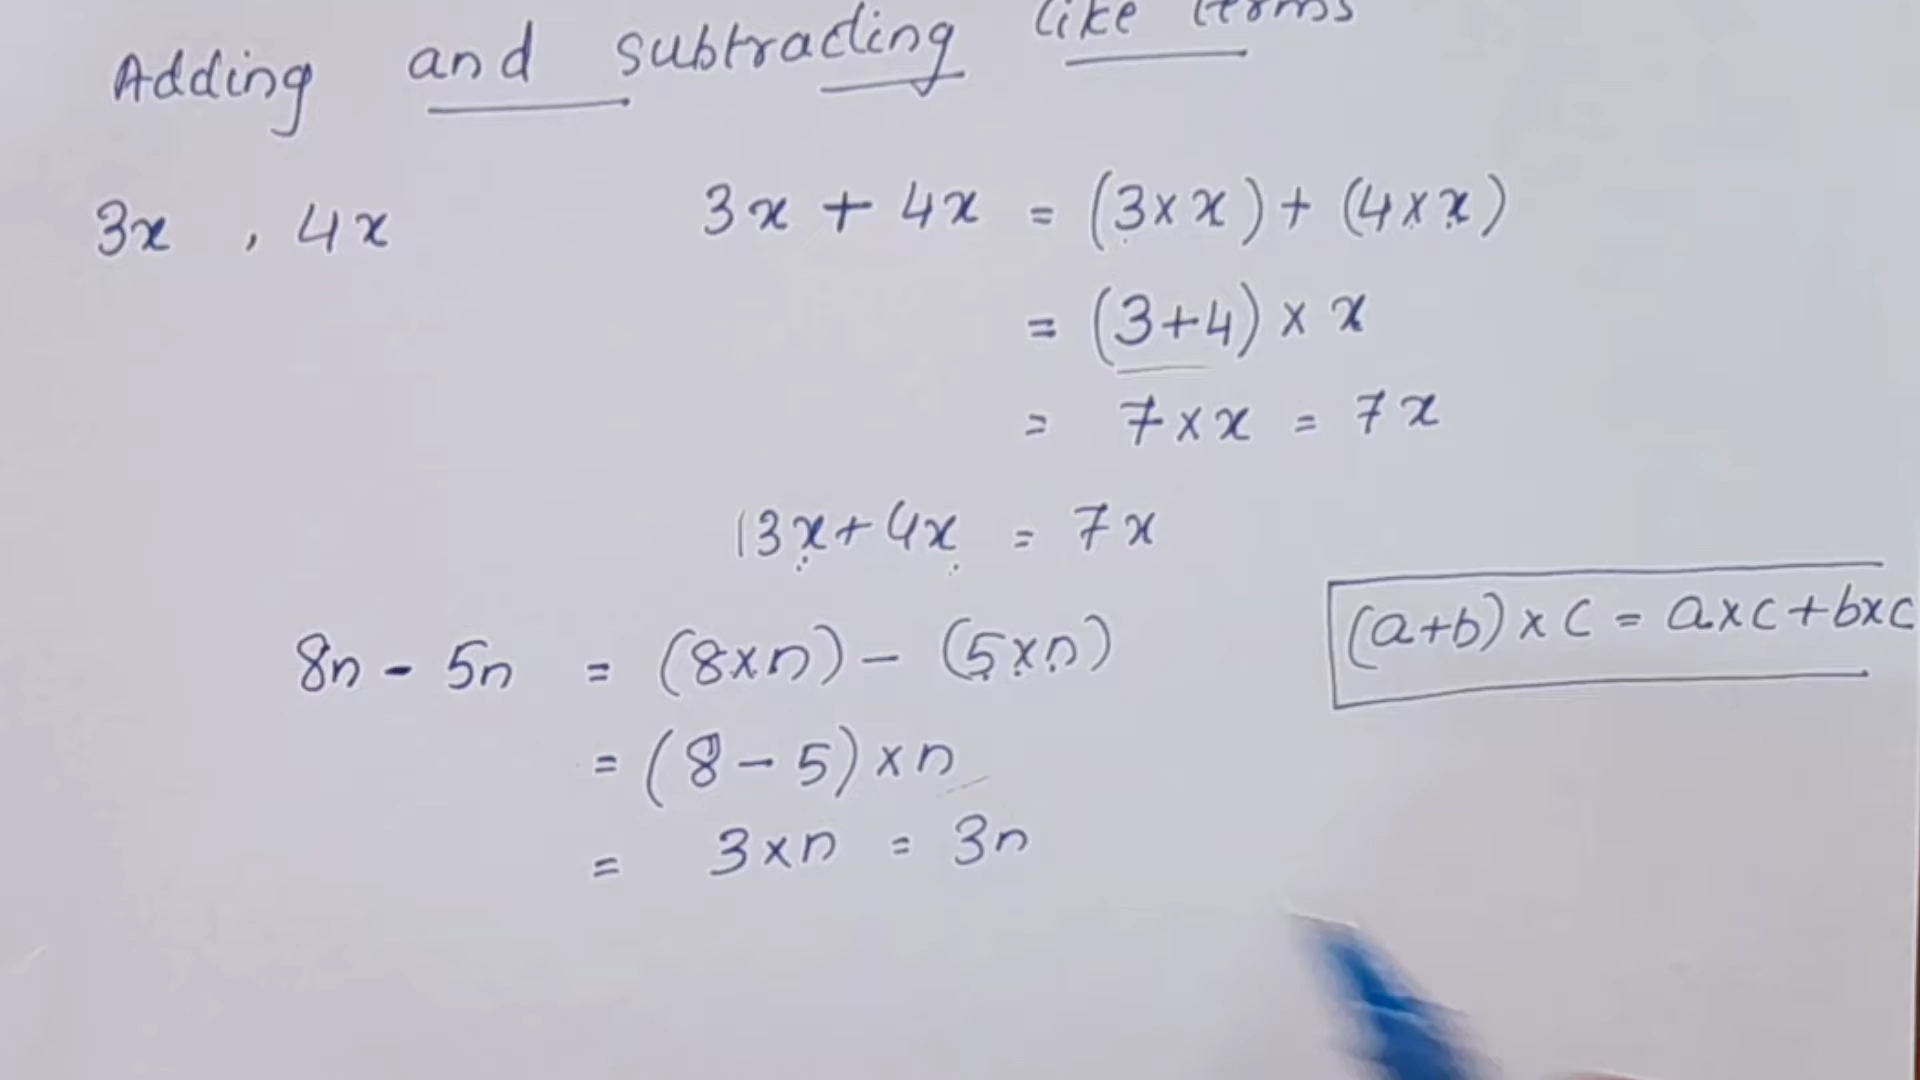 Adding and subtracting like terms
3x , 4x 3x + 4x = (3×x) + (4×x)
= (3+4) × x
= 7×x = 7x
3x + 4x = 7x
(a+b) × c = a×c + b×c
8n - 5n = (8×n) - (5×n)
= (8-5) × n
= 3×n = 3n